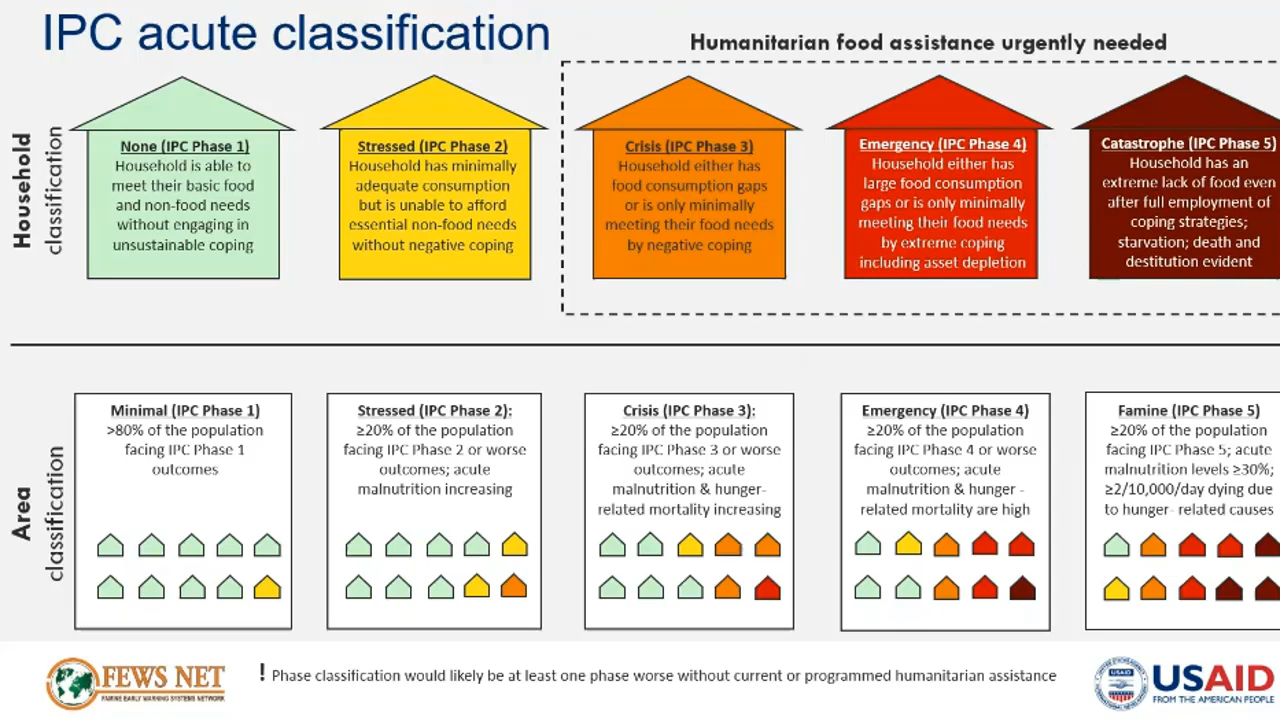 IPC acute classification
Humanitarian food assistance urgently needed
Household
classification
None (IPC Phase 1)
Household is able to
meet their basic food
and non-food needs
without engaging in
unsustainable coping
Stressed (IPC Phase 2)
Household has minimally
adequate consumption
but is unable to afford
essential non-food needs
without negative coping
Crisis (IPC Phase 3)
Household either has
food consumption gaps
or is only minimally
meeting their food needs
by negative coping
Emergency (IPC Phase 4)
Household either has
large food consumption
gaps or is only minimally
meeting their food needs
by extreme coping
including asset depletion
Catastrophe (IPC Phase 5)
Household has an
extreme lack of food even
after full employment of
coping strategies;
starvation; death and
destitution evident
Area
classification
Minimal (IPC Phase 1)
>80% of the population
facing IPC Phase 1
outcomes
Stressed (IPC Phase 2):
≥20% of the population
facing IPC Phase 2 or worse
outcomes; acute
malnutrition increasing
Crisis (IPC Phase 3):
≥20% of the population
facing IPC Phase 3 or worse
outcomes; acute
malnutrition & hunger-
related mortality increasing
Emergency (IPC Phase 4)
≥20% of the population
facing IPC Phase 4 or worse
outcomes; acute
malnutrition & hunger -
related mortality are high
Famine (IPC Phase 5)
≥20% of the population
facing IPC Phase 5; acute
malnutrition levels ≥30%;
≥2/10,000/day dying due
to hunger- related causes
FEWS NET
FAMINE EARLY WARNING SYSTEMS NETWORK
! Phase classification would likely be at least one phase worse without current or programmed humanitarian assistance
USAID
USAID
FROM THE AMERICAN PEOPLE